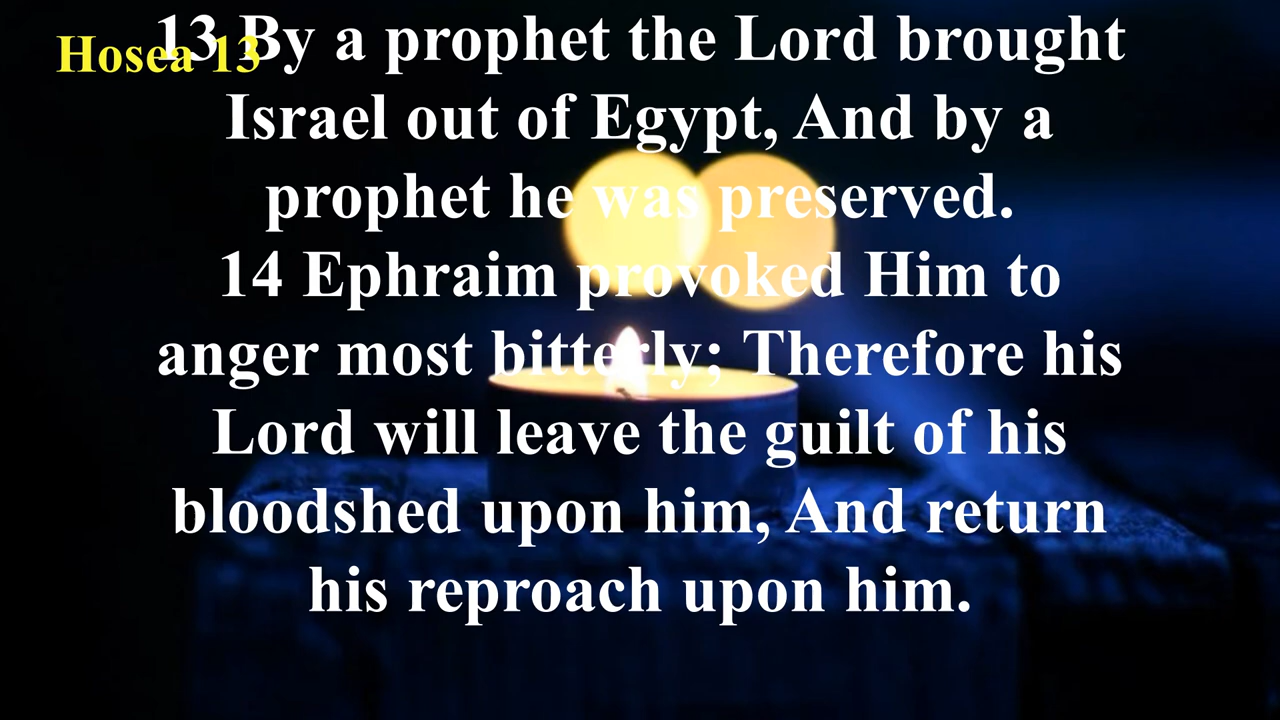 Hosea 13
13 By a prophet the Lord brought
Israel out of Egypt, And by a
prophet he was preserved.
14 Ephraim provoked Him to
anger most bitterly; Therefore his
Lord will leave the guilt of his
bloodshed upon him, And return
his reproach upon him.